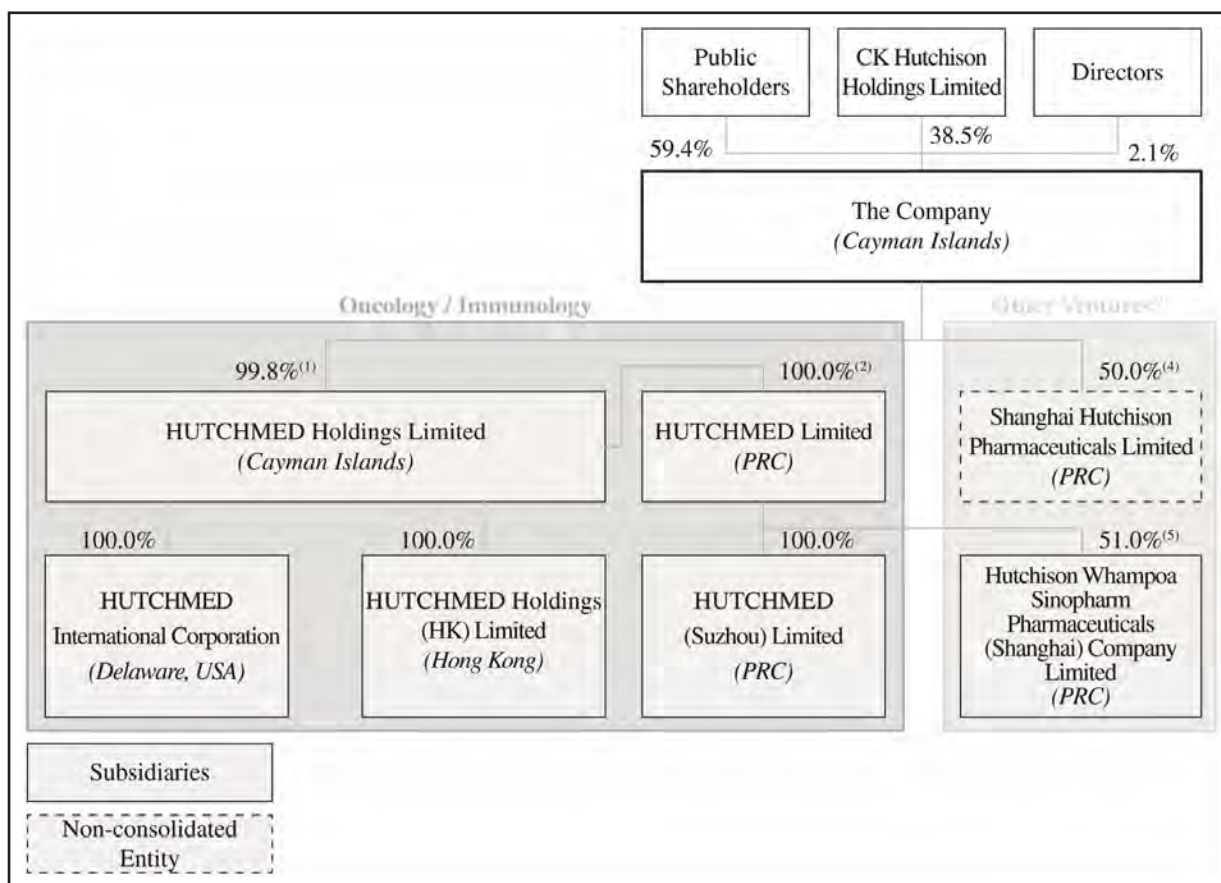 Public
Shareholders
CK Hutchison
Holdings Limited
Directors
59.4%
38.5%
2.1%
The Company
(Cayman Islands)
Oncology / Immunology
Other Ventures
99.8%(1)
100.0%(2)
50.0%(4)
HUTCHMED Holdings Limited
(Cayman Islands)
HUTCHMED Limited
(PRC)
Shanghai Hutchison
Pharmaceuticals Limited
(PRC)
100.0%
100.0%
100.0%
51.0%(5)
HUTCHMED
International Corporation
(Delaware, USA)
HUTCHMED Holdings
(HK) Limited
(Hong Kong)
HUTCHMED
(Suzhou) Limited
(PRC)
Hutchison Whampoa
Sinopharm
Pharmaceuticals
(Shanghai) Company
Limited
(PRC)
Subsidiaries
Non-consolidated
Entity